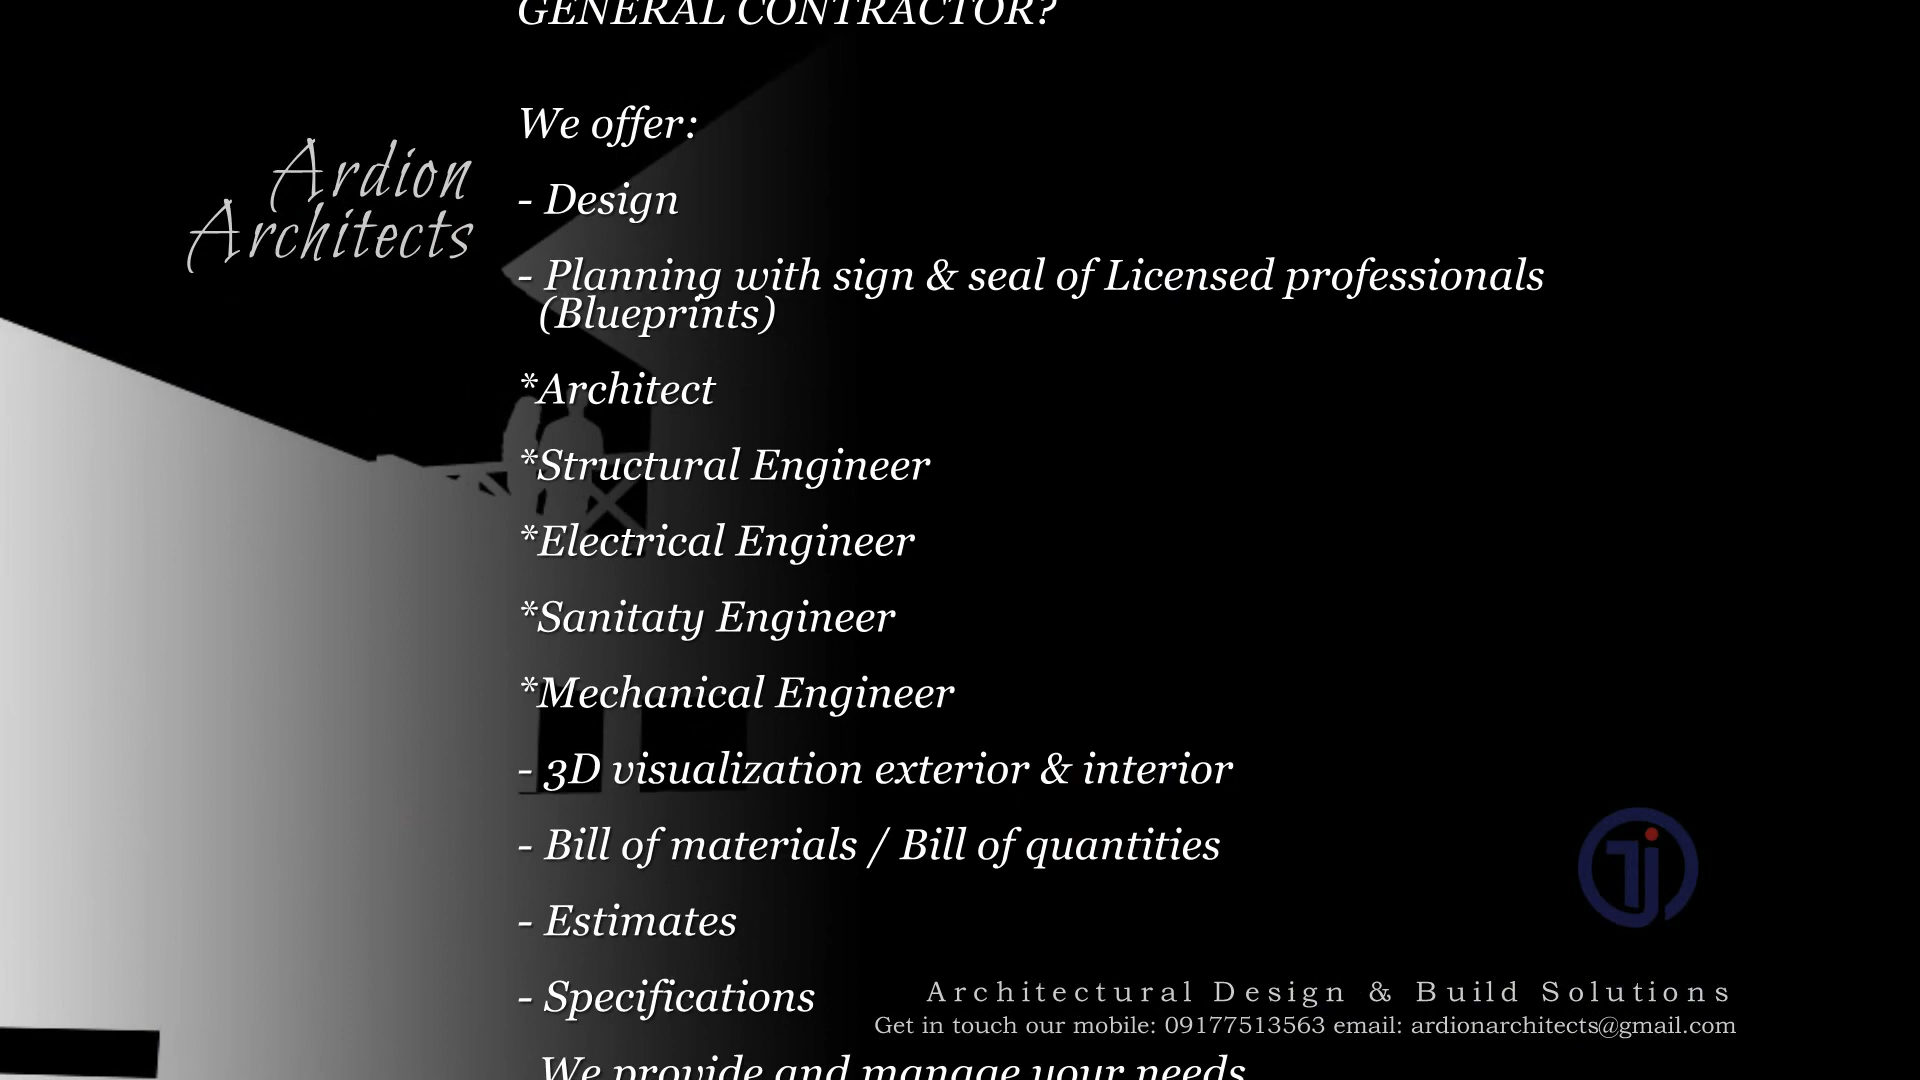 GENERAL CONTRACTOR?
We offer:
- Design
- Planning with sign & seal of Licensed professionals
(Blueprints)
*Architect
*Structural Engineer
*Electrical Engineer
*Sanitaty Engineer
*Mechanical Engineer
- 3D visualization exterior & interior
- Bill of materials / Bill of quantities
- Estimates
- Specifications
We provide and manage your needs
Ardion
Architects
Architectural Design & Build Solutions
Get in touch our mobile: 09177513563 email: ardionarchitects@gmail.com